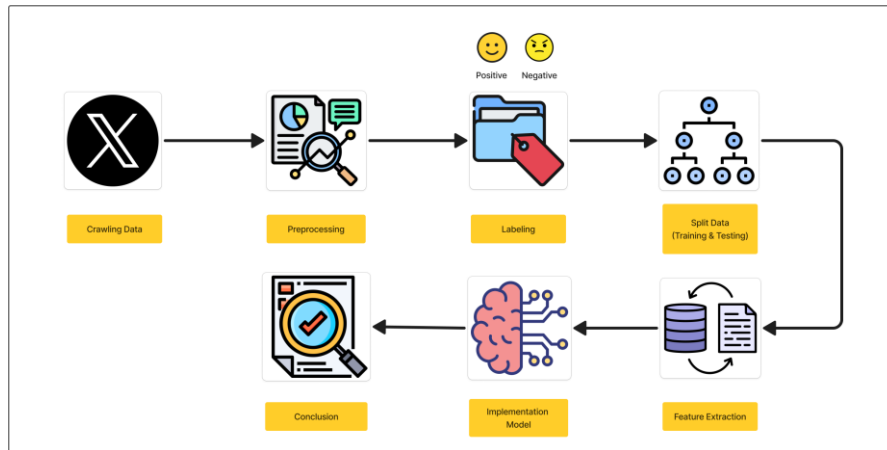 Positive
Negative
Crawling Data
Preprocessing
Labeling
Split Data
(Training & Testing)
Conclusion
Implementation
Model
Feature Extraction